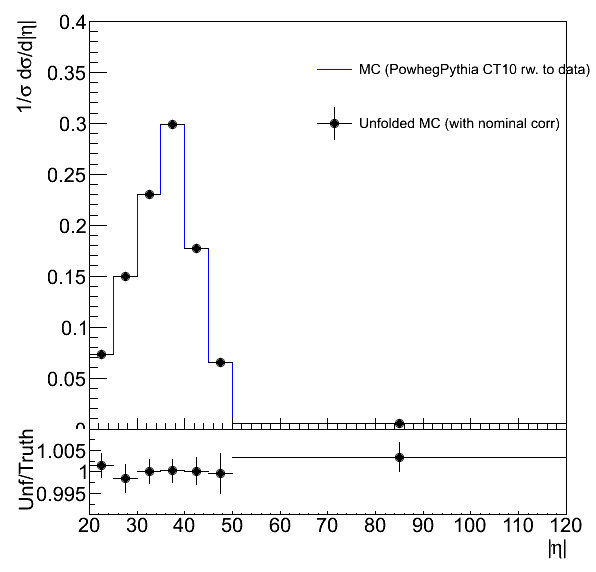 1/σ dσ/d|η|
0.4
0.35
0.3
0.25
0.2
0.15
0.1
0.05
0
MC (PowhegPythia CT10 rw. to data)
Unfolded MC (with nominal corr)
Unf/Truth
1.005
1
0.995
20 30 40 50 60 70 80 90 100 110 120
|η|